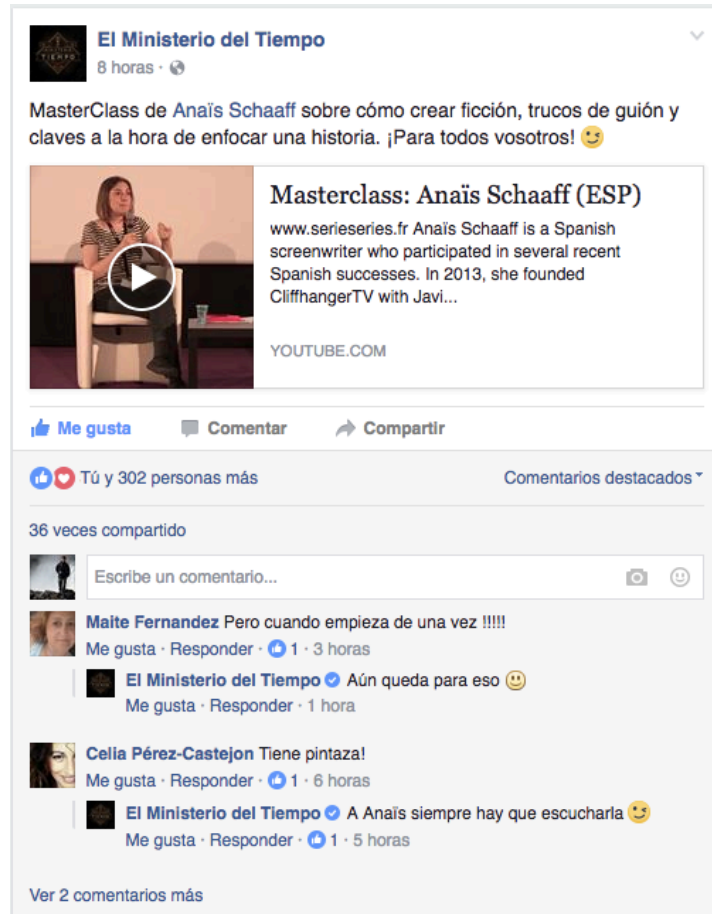 El Ministerio del Tiempo
8 horas ·
MasterClass de Anaïs Schaaff sobre cómo crear ficción, trucos de guión y
claves a la hora de enfocar una historia. ¡Para todos vosotros! 😉
Masterclass: Anaïs Schaaff (ESP)
www.serieseries.fr Anaïs Schaaff is a Spanish
screenwriter who participated in several recent
Spanish successes. In 2013, she founded
CliffhangerTV with Javi...
YOUTUBE.COM
Me gusta Comentar Compartir
Tú y 302 personas más Comentarios destacados
36 veces compartido
Escribe un comentario...
Maite Fernandez Pero cuando empieza de una vez !!!!!
Me gusta · Responder · 1 · 3 horas
El Ministerio del Tiempo Aún queda para eso 🙂
Me gusta · Responder · 1 hora
Celia Pérez-Castejon Tiene pintaza!
Me gusta · Responder · 1 · 6 horas
El Ministerio del Tiempo A Anaïs siempre hay que escucharla 😉
Me gusta · Responder · 1 · 5 horas
Ver 2 comentarios más